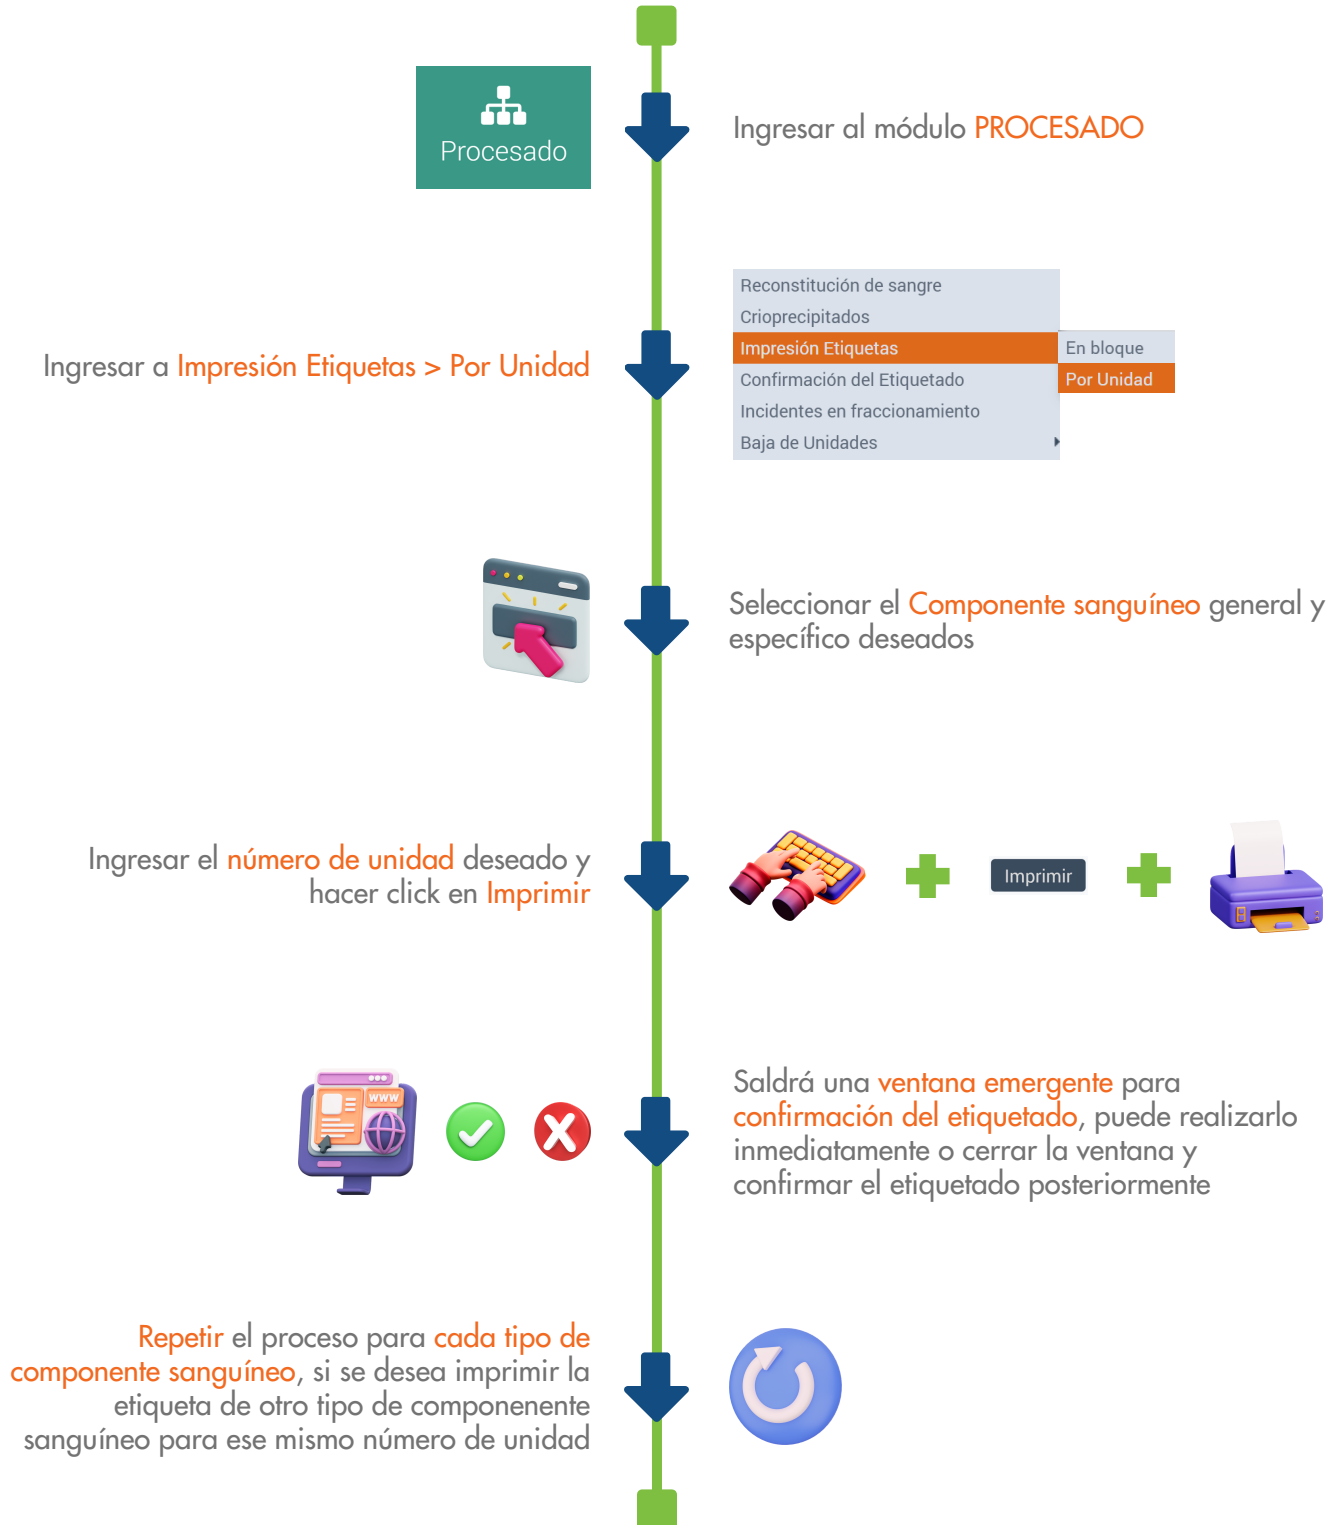 Procesado
Ingresar al módulo PROCESADO
Ingresar a Impresión Etiquetas > Por Unidad
Reconstitución de sangre
Crioprecipitados
Impresión Etiquetas
En bloque
Confirmación del Etiquetado
Por Unidad
Incidentes en fraccionamiento
Baja de Unidades
Seleccionar el Componente sanguíneo general y
específico deseados
Ingresar el número de unidad deseado y
hacer click en Imprimir
Imprimir
www
Saldrá una ventana emergente para
confirmación del etiquetado, puede realizarlo
inmediatamente o cerrar la ventana y
confirmar el etiquetado posteriormente
Repetir el proceso para cada tipo de
componente sanguíneo, si se desea imprimir la
etiqueta de otro tipo de componenente
sanguíneo para ese mismo número de unidad